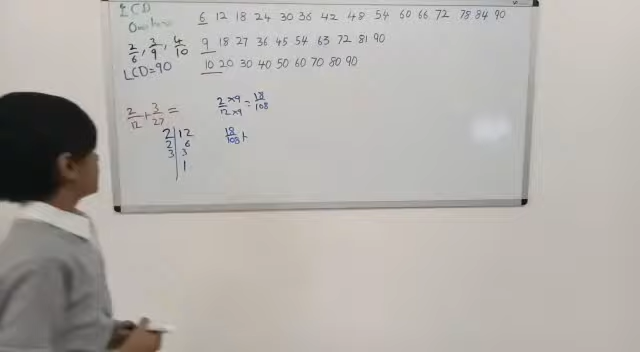 LCD
6 12 18 24 30 36 42 48 54 60 66 72 78 84 90
2/6, 3/9, 4/10
9 18 27 36 45 54 63 72 81 90
LCD=90
10 20 30 40 50 60 70 80 90
2/12 + 3/27 =
2×9/12×9 = 18/108
2 | 12
2 | 6
3 | 3
1
18/108 +